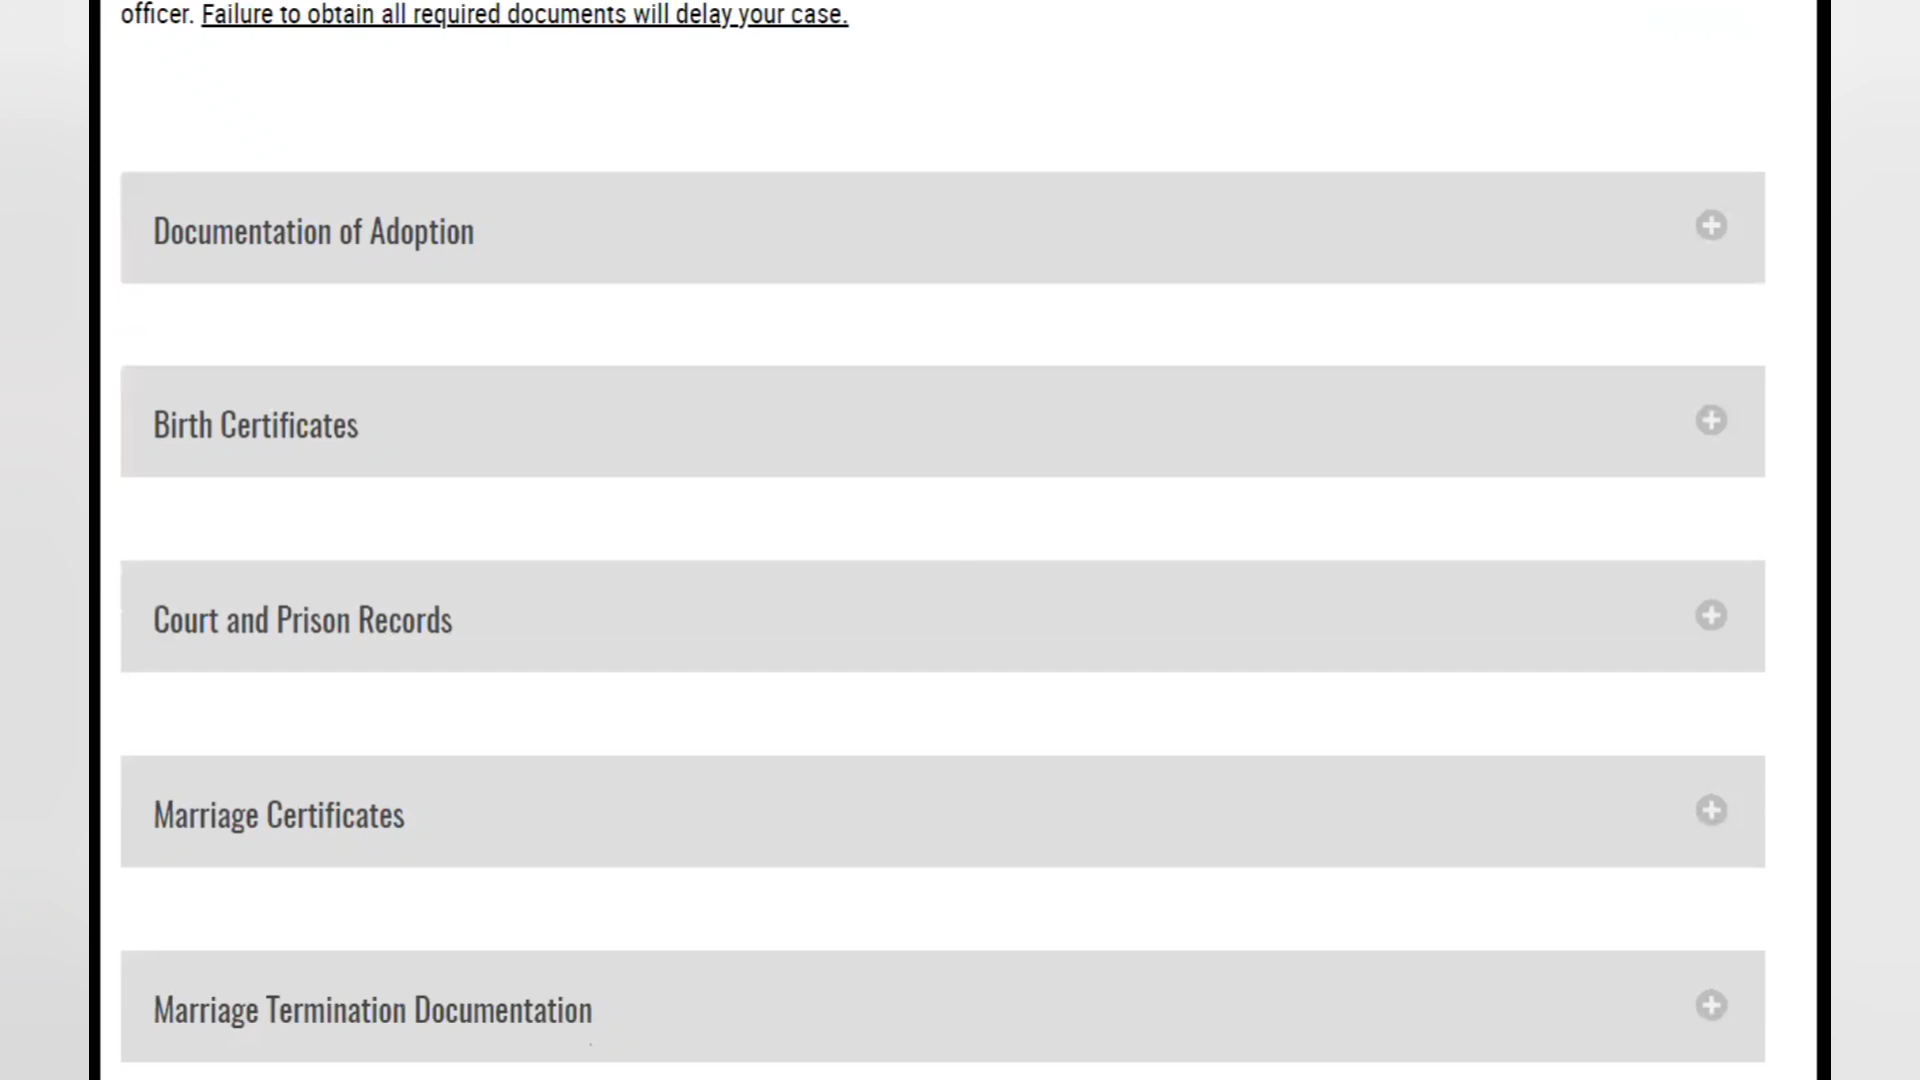 officer. Failure to obtain all required documents will delay your case.
Documentation of Adoption
Birth Certificates
Court and Prison Records
Marriage Certificates
Marriage Termination Documentation